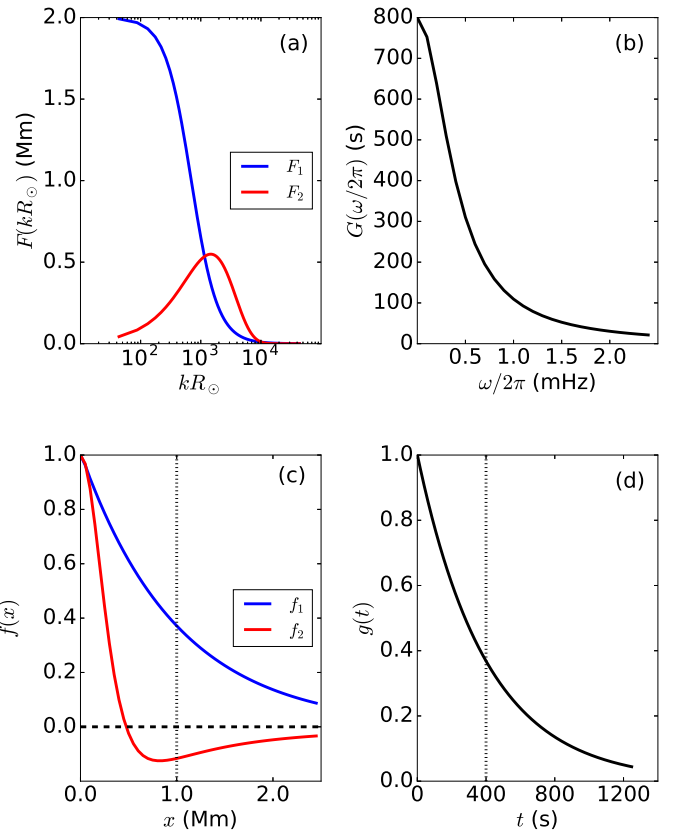 (a)
2.0
1.5
1.0
0.5
0.0
F(kR⊙) (Mm)
F₁
F₂
10² 10³ 10⁴
kR⊙
(b)
800
700
600
500
400
300
200
100
0
G(ω/2π) (s)
0.5 1.0 1.5 2.0
ω/2π (mHz)
(c)
1.0
0.8
0.6
0.4
0.2
0.0
f(x)
f₁
f₂
0.0 1.0 2.0
x (Mm)
(d)
1.0
0.8
0.6
0.4
0.2
0.0
g(t)
0 400 800 1200
t (s)